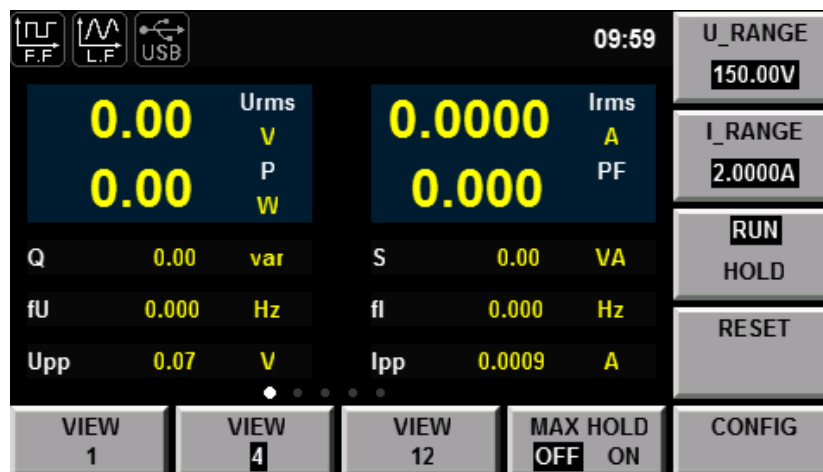 F.F L.F USB 09:59
U_RANGE
150.00V
0.00 Urms V
0.0000 Irms A
0.00 P W
0.000 PF
I_RANGE
2.0000A
RUN
HOLD
Q 0.00 var S 0.00 VA
fU 0.000 Hz fI 0.000 Hz
RESET
Upp 0.07 V Ipp 0.0009 A
VIEW
1
VIEW
4
VIEW
12
MAX HOLD
OFF ON
CONFIG